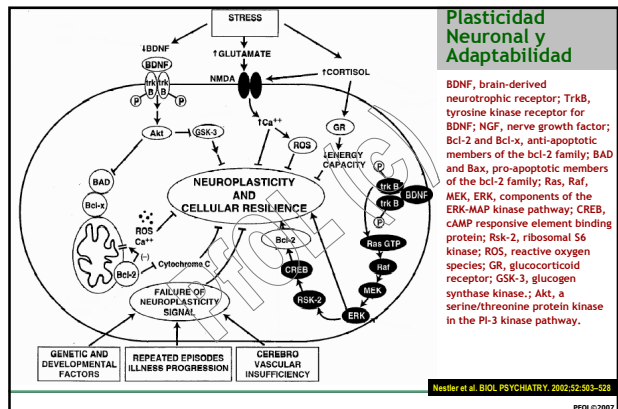 STRESS
↓BDNF
↑GLUTAMATE
BDNF
NMDA
↑CORTISOL
trk B
trk B
P
P
↑Ca++
Akt
GSK-3
ROS
GR
↓ENERGY
CAPACITY
BAD
Bcl-x
NEUROPLASTICITY
AND
CELLULAR RESILIENCE
P
trk B
trk B
BDNF
P
ROS
Ca++
(–)
Bcl-2
Cytochrome C
Bcl-2
CREB
RSK-2
Ras GTP
Raf
MEK
ERK
FAILURE OF
NEUROPLASTICITY
SIGNAL
GENETIC AND
DEVELOPMENTAL
FACTORS
REPEATED EPISODES
ILLNESS PROGRESSION
CEREBRO
VASCULAR
INSUFFICIENCY
Plasticidad
Neuronal y
Adaptabilidad
BDNF, brain-derived
neurotrophic receptor; TrkB,
tyrosine kinase receptor for
BDNF; NGF, nerve growth factor;
Bcl-2 and Bcl-x, anti-apoptotic
members of the bcl-2 family; BAD
and Bax, pro-apoptotic members
of the bcl-2 family; Ras, Raf,
MEK, ERK, components of the
ERK-MAP kinase pathway; CREB,
cAMP responsive element binding
protein; Rsk-2, ribosomal S6
kinase; ROS, reactive oxygen
species; GR, glucocorticoid
receptor; GSK-3, glucogen
synthase kinase.; Akt, a
serine/threonine protein kinase
in the PI-3 kinase pathway.
Nestler et al. BIOL PSYCHIATRY. 2002;52:503–528
PFOL©2007